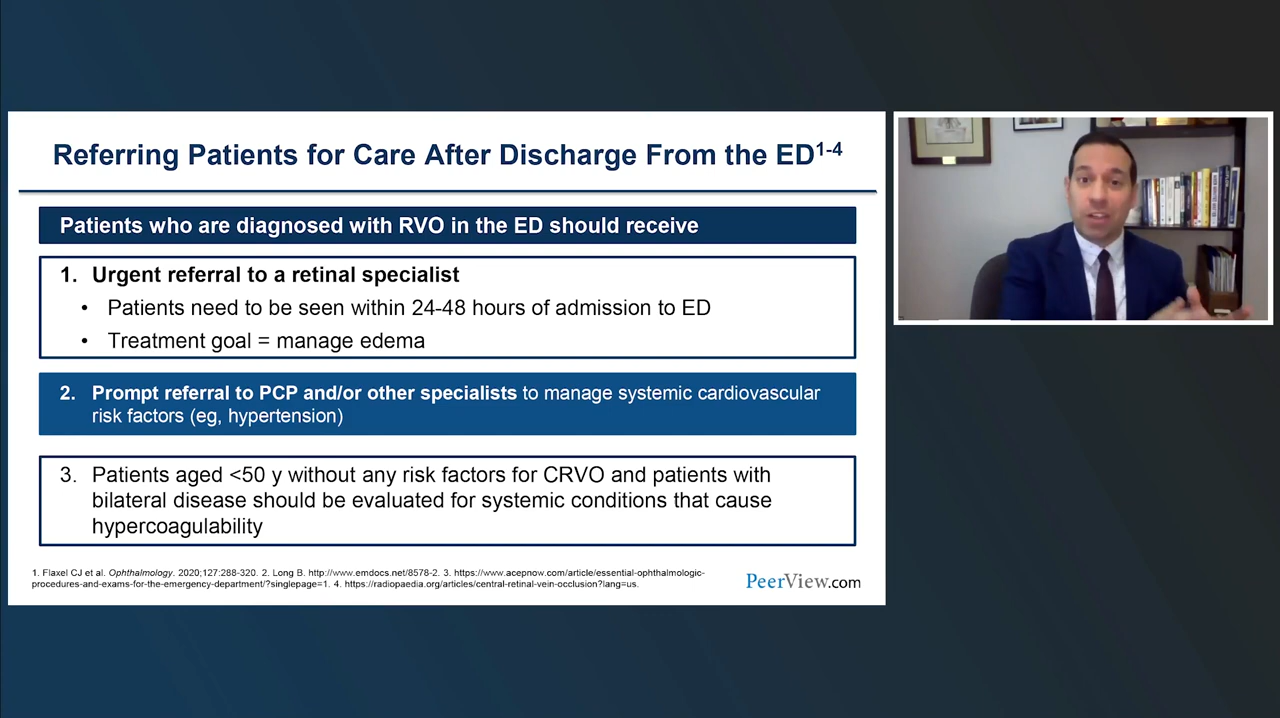 Referring Patients for Care After Discharge From the ED1-4
Patients who are diagnosed with RVO in the ED should receive
1. Urgent referral to a retinal specialist
• Patients need to be seen within 24-48 hours of admission to ED
• Treatment goal = manage edema
2. Prompt referral to PCP and/or other specialists to manage systemic cardiovascular
risk factors (eg, hypertension)
3. Patients aged <50 y without any risk factors for CRVO and patients with
bilateral disease should be evaluated for systemic conditions that cause
hypercoagulability
1. Flaxel CJ et al. Ophthalmology. 2020;127:288-320. 2. Long B. http://www.emdocs.net/8578-2. 3. https://www.acepnow.com/article/essential-ophthalmologic-
procedures-and-exams-for-the-emergency-department/?singlepage=1. 4. https://radiopaedia.org/articles/central-retinal-vein-occlusion?lang=us.
PeerView.com